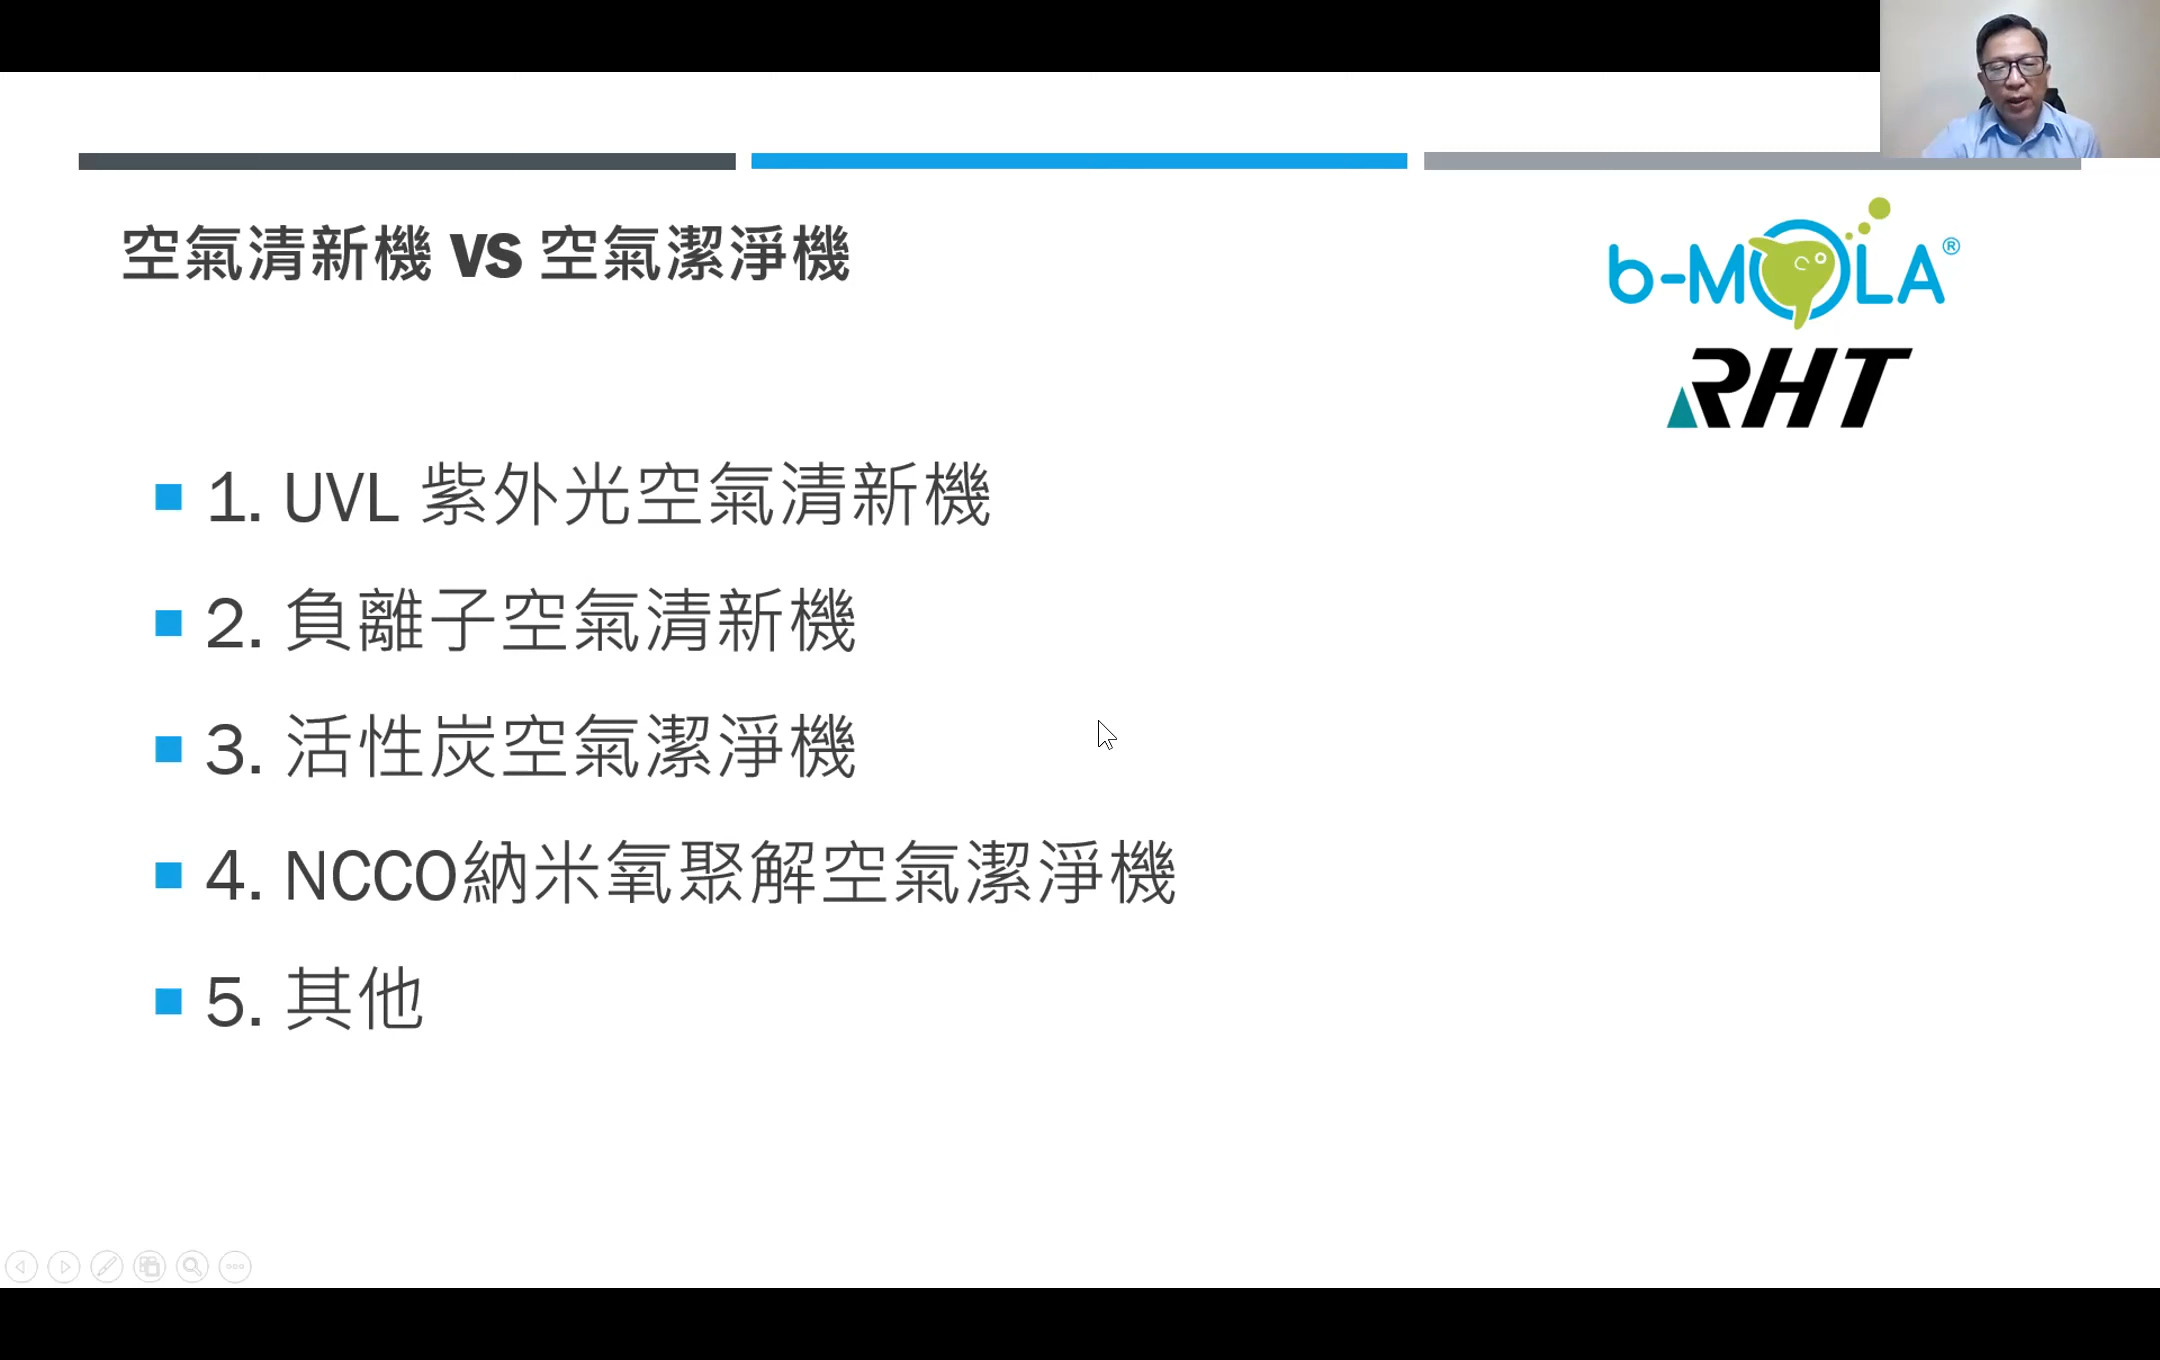 空氣清新機 VS 空氣潔淨機
b-MOLA®
RHT
1. UVL 紫外光空氣清新機
2. 負離子空氣清新機
3. 活性炭空氣潔淨機
4. NCCO納米氧聚解空氣潔淨機
5. 其他